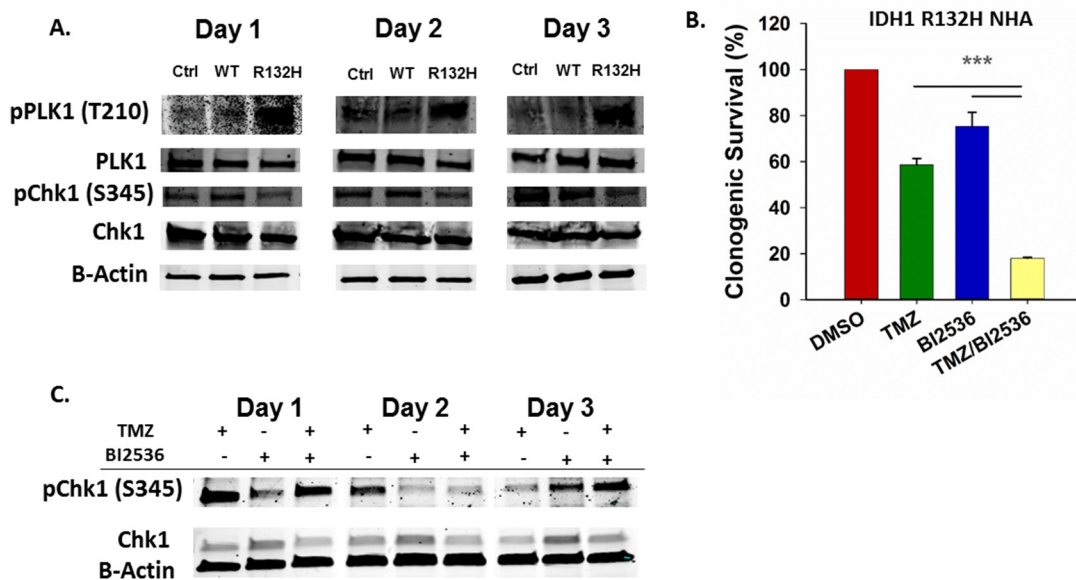 A.
Day 1 Day 2 Day 3
Ctrl WT R132H Ctrl WT R132H Ctrl WT R132H
pPLK1 (T210)
PLK1
pChk1 (S345)
Chk1
B-Actin
B.
IDH1 R132H NHA
***
Clonogenic Survival (%)
120
100
80
60
40
20
0
DMSO
TMZ
BI2536
TMZ/BI2536
C.
Day 1 Day 2 Day 3
TMZ + - + + - + + - +
BI2536 - + + - + + - + +
pChk1 (S345)
Chk1
B-Actin